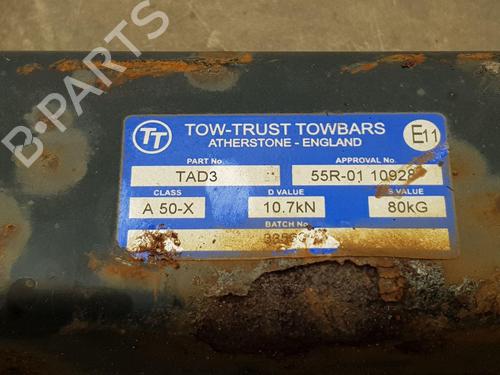 B-PARTS
TT
TOW-TRUST TOWBARS
ATHERSTONE - ENGLAND
E11
PART No
APPROVAL No.
TAD3
55R-01 10928
CLASS
D VALUE
S VALUE
A 50-X
10.7kN
80kG
BATCH No